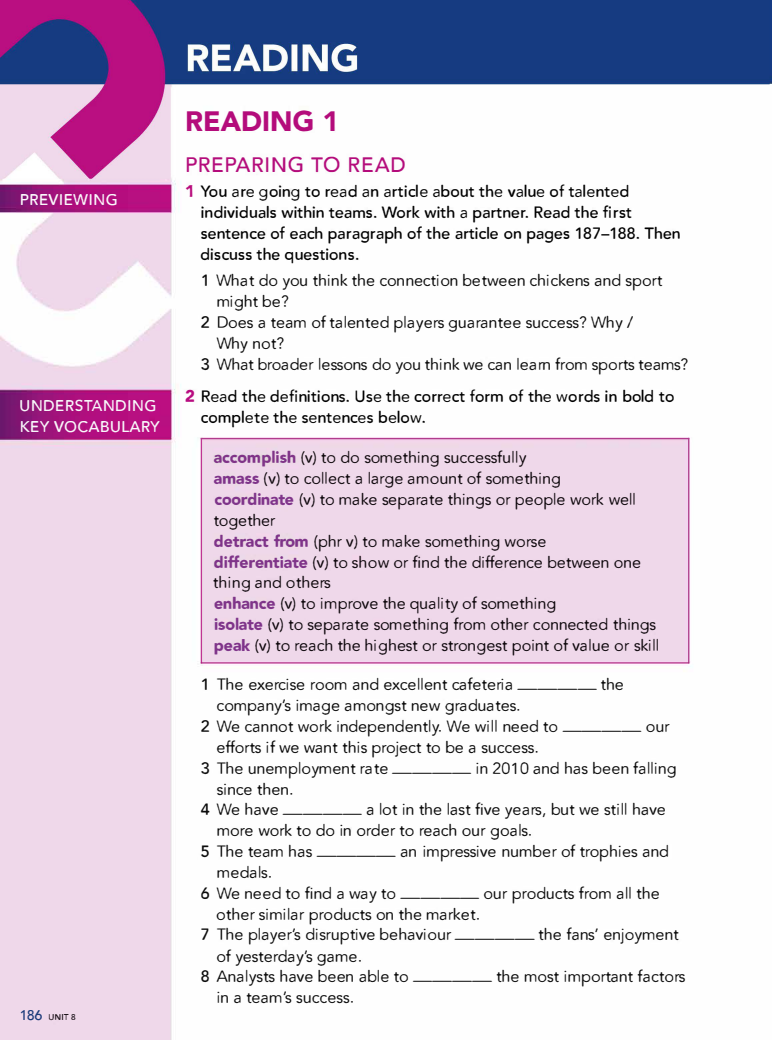 READING
READING 1
PREPARING TO READ
PREVIEWING
1 You are going to read an article about the value of talented
individuals within teams. Work with a partner. Read the first
sentence of each paragraph of the article on pages 187–188. Then
discuss the questions.
1 What do you think the connection between chickens and sport
might be?
2 Does a team of talented players guarantee success? Why /
Why not?
3 What broader lessons do you think we can learn from sports teams?
UNDERSTANDING
KEY VOCABULARY
2 Read the definitions. Use the correct form of the words in bold to
complete the sentences below.
accomplish (v) to do something successfully
amass (v) to collect a large amount of something
coordinate (v) to make separate things or people work well
together
detract from (phr v) to make something worse
differentiate (v) to show or find the difference between one
thing and others
enhance (v) to improve the quality of something
isolate (v) to separate something from other connected things
peak (v) to reach the highest or strongest point of value or skill
1 The exercise room and excellent cafeteria ________ the
company's image amongst new graduates.
2 We cannot work independently. We will need to ________ our
efforts if we want this project to be a success.
3 The unemployment rate ________ in 2010 and has been falling
since then.
4 We have ________ a lot in the last five years, but we still have
more work to do in order to reach our goals.
5 The team has ________ an impressive number of trophies and
medals.
6 We need to find a way to ________ our products from all the
other similar products on the market.
7 The player's disruptive behaviour ________ the fans' enjoyment
of yesterday's game.
8 Analysts have been able to ________ the most important factors
in a team's success.
186 UNIT 8